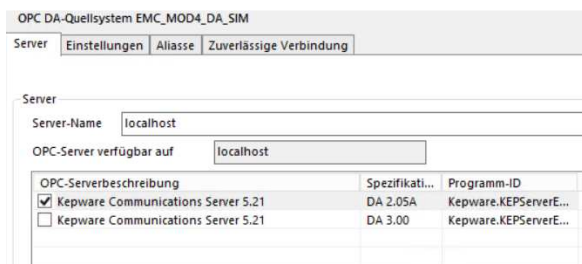 OPC DA-Quellsystem EMC_MOD4_DA_SIM
Server Einstellungen Aliasse Zuverlässige Verbindung
Server
Server-Name localhost
OPC-Server verfügbar auf localhost
OPC-Serverbeschreibung Spezifikati... Programm-ID
Kepware Communications Server 5.21 DA 2.05A Kepware.KEPServerE...
Kepware Communications Server 5.21 DA 3.00 Kepware.KEPServerE...